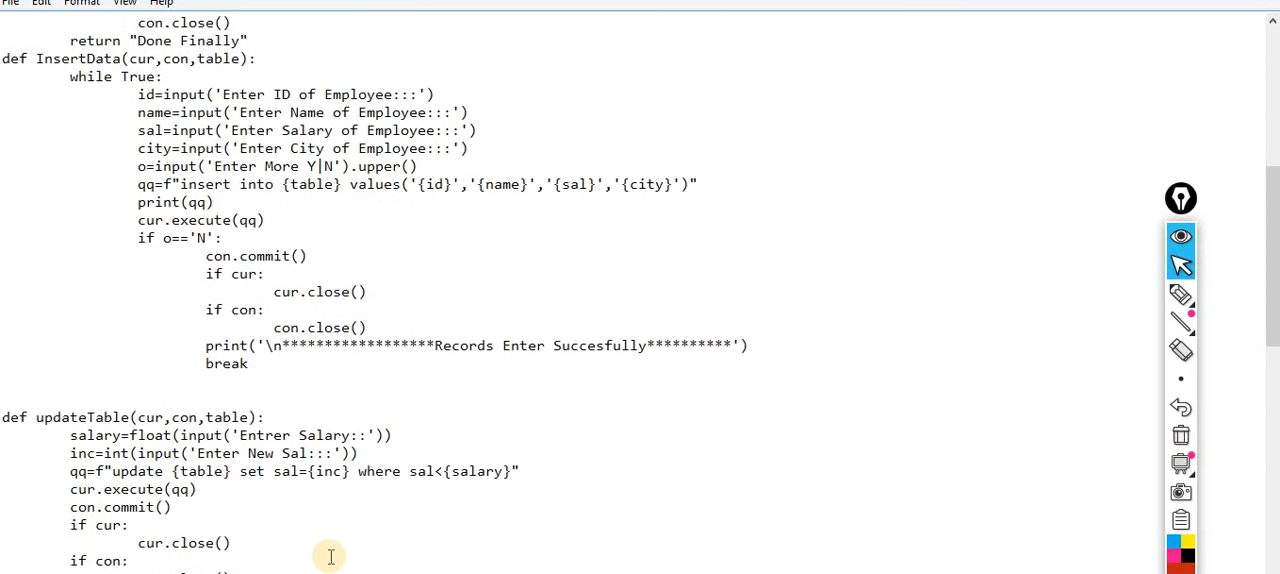 File Edit Format View Help
con.close()
return "Done Finally"
def InsertData(cur,con,table):
while True:
id=input('Enter ID of Employee:::')
name=input('Enter Name of Employee:::')
sal=input('Enter Salary of Employee:::')
city=input('Enter City of Employee:::')
o=input('Enter More Y|N').upper()
qq=f"insert into {table} values('{id}','{name}','{sal}','{city}')"
print(qq)
cur.execute(qq)
if o=='N':
con.commit()
if cur:
cur.close()
if con:
con.close()
print('\n******************Records Enter Succesfully**********')
break
def updateTable(cur,con,table):
salary=float(input('Entrer Salary::'))
inc=int(input('Enter New Sal:::'))
qq=f"update {table} set sal={inc} where sal<{salary}"
cur.execute(qq)
con.commit()
if cur:
cur.close()
if con: